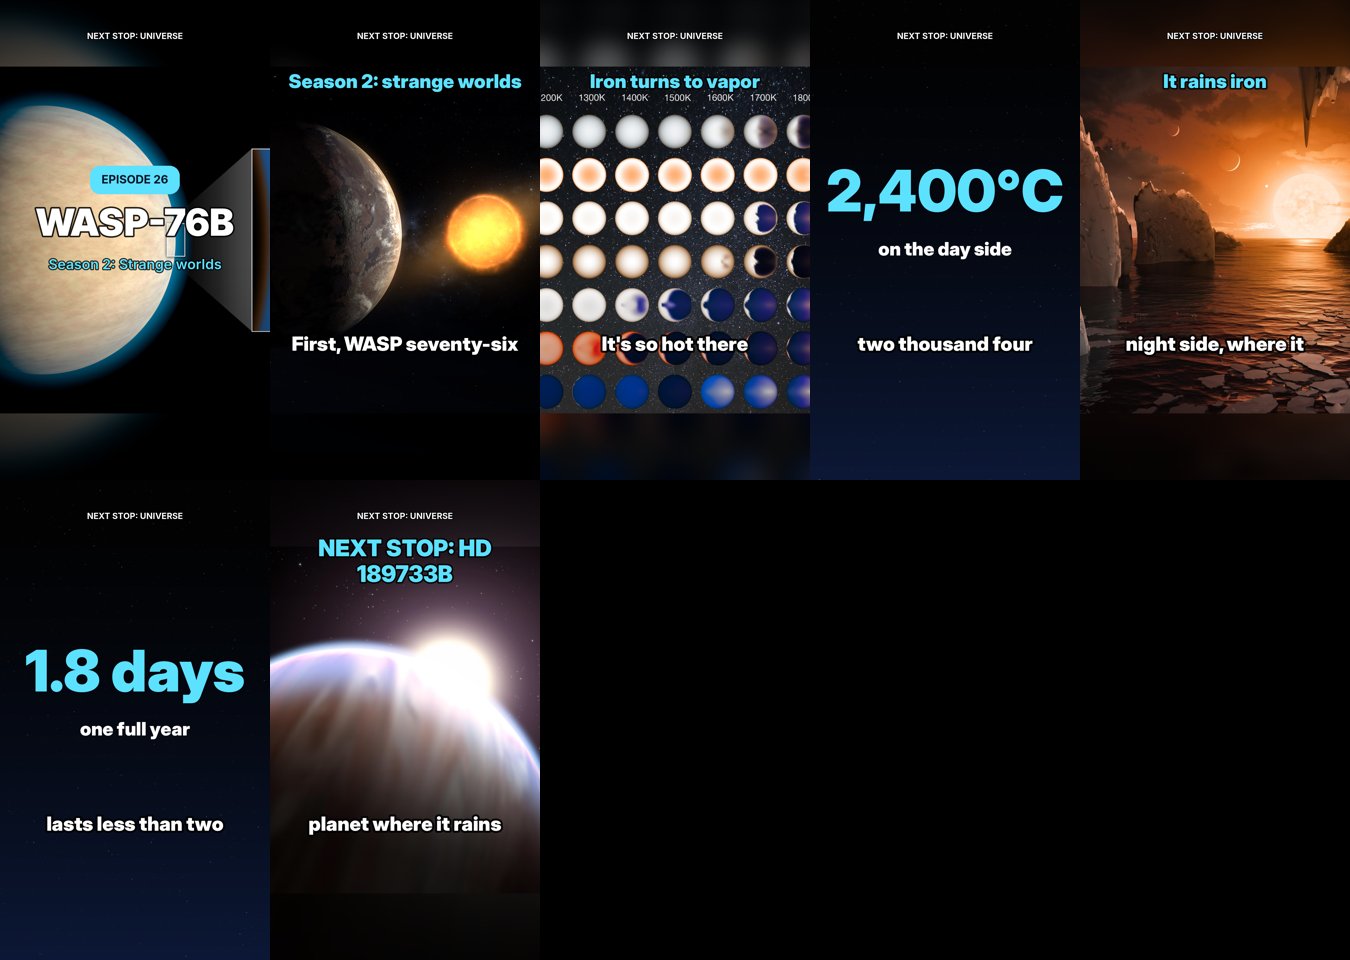 NEXT STOP: UNIVERSE
EPISODE 26
WASP-76B
Season 2: Strange worlds
NEXT STOP: UNIVERSE
Season 2: strange worlds
First, WASP seventy-six
NEXT STOP: UNIVERSE
Iron turns to vapor
200K 1300K 1400K 1500K 1600K 1700K 180
It's so hot there
NEXT STOP: UNIVERSE
2,400°C
on the day side
two thousand four
NEXT STOP: UNIVERSE
It rains iron
night side, where it
NEXT STOP: UNIVERSE
1.8 days
one full year
lasts less than two
NEXT STOP: UNIVERSE
NEXT STOP: HD
189733B
planet where it rains